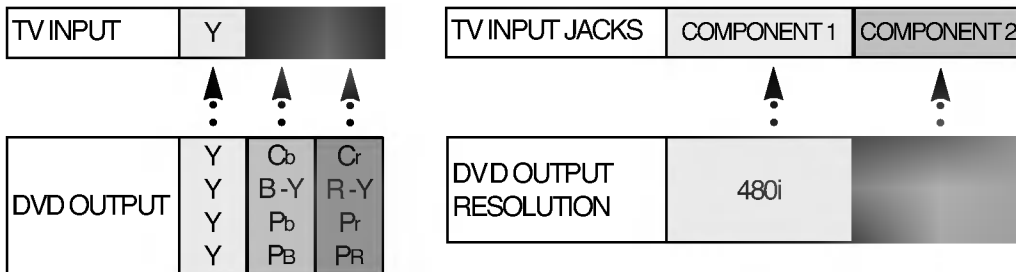 TV INPUT Y
DVD OUTPUT
Y Cb Cr
Y B-Y R-Y
Y Pb Pr
Y PB PR
TV INPUT JACKS COMPONENT 1 COMPONENT 2
DVD OUTPUT
RESOLUTION
480i